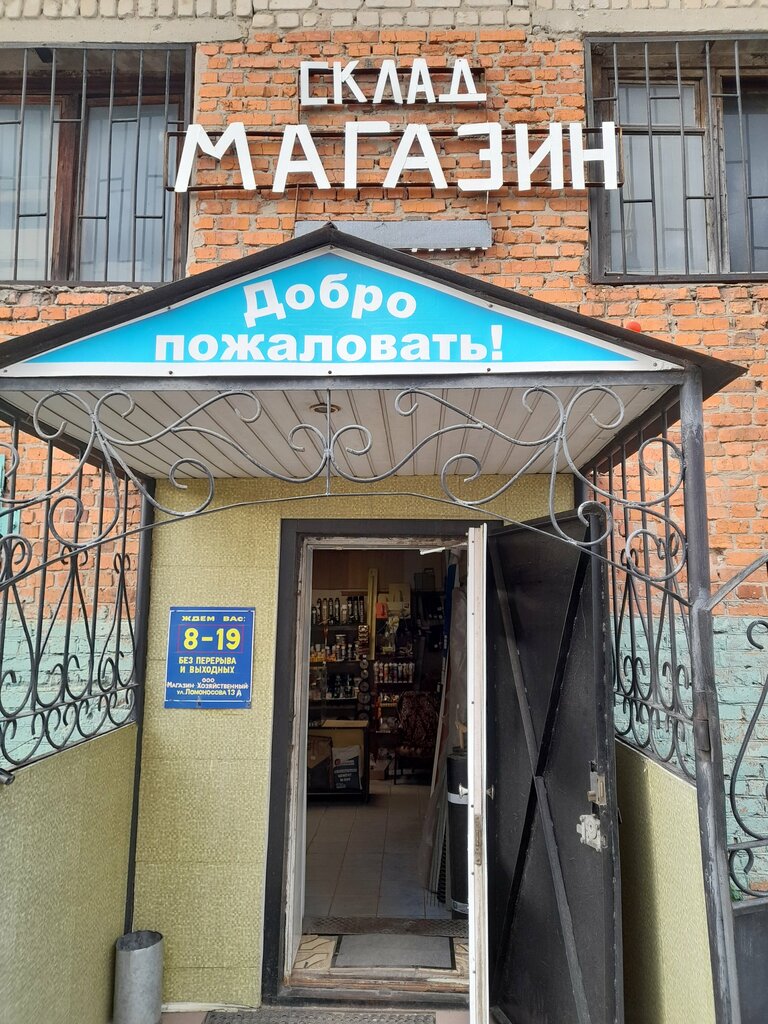 СКЛАД
МАГАЗИН
Добро
пожаловать!
ЖДЕМ ВАС:
8-19
БЕЗ ПЕРЕРЫВА
И ВЫХОДНЫХ
ООО
МАГАЗИН ХОЗЯЙСТВЕННЫЙ
УЛ. ЛОМОНОСОВА 13 А